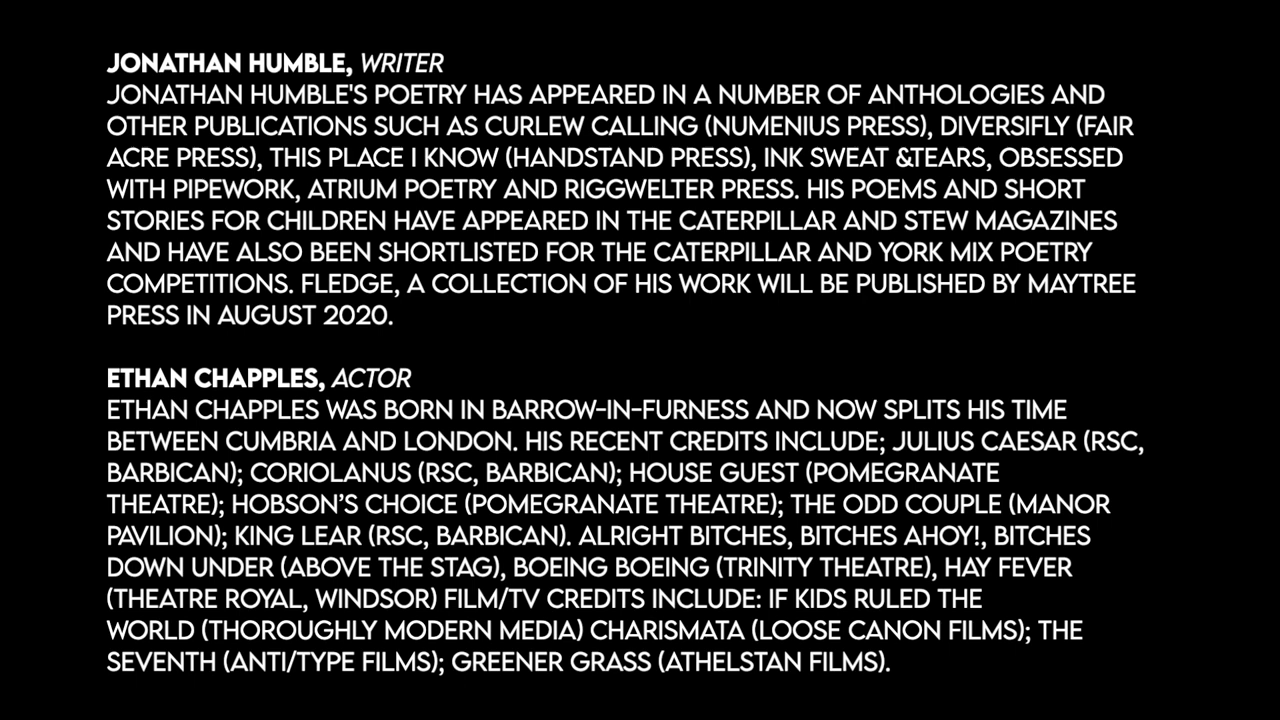 JONATHAN HUMBLE, WRITER
JONATHAN HUMBLE'S POETRY HAS APPEARED IN A NUMBER OF ANTHOLOGIES AND
OTHER PUBLICATIONS SUCH AS CURLEW CALLING (NUMENIUS PRESS), DIVERSIFLY (FAIR
ACRE PRESS), THIS PLACE I KNOW (HANDSTAND PRESS), INK SWEAT &TEARS, OBSESSED
WITH PIPEWORK, ATRIUM POETRY AND RIGGWELTER PRESS. HIS POEMS AND SHORT
STORIES FOR CHILDREN HAVE APPEARED IN THE CATERPILLAR AND STEW MAGAZINES
AND HAVE ALSO BEEN SHORTLISTED FOR THE CATERPILLAR AND YORK MIX POETRY
COMPETITIONS. FLEDGE, A COLLECTION OF HIS WORK WILL BE PUBLISHED BY MAYTREE
PRESS IN AUGUST 2020.
ETHAN CHAPPLES, ACTOR
ETHAN CHAPPLES WAS BORN IN BARROW-IN-FURNESS AND NOW SPLITS HIS TIME
BETWEEN CUMBRIA AND LONDON. HIS RECENT CREDITS INCLUDE; JULIUS CAESAR (RSC,
BARBICAN); CORIOLANUS (RSC, BARBICAN); HOUSE GUEST (POMEGRANATE
THEATRE); HOBSON’S CHOICE (POMEGRANATE THEATRE); THE ODD COUPLE (MANOR
PAVILION); KING LEAR (RSC, BARBICAN). ALRIGHT BITCHES, BITCHES AHOY!, BITCHES
DOWN UNDER (ABOVE THE STAG), BOEING BOEING (TRINITY THEATRE), HAY FEVER
(THEATRE ROYAL, WINDSOR) FILM/TV CREDITS INCLUDE: IF KIDS RULED THE
WORLD (THOROUGHLY MODERN MEDIA) CHARISMATA (LOOSE CANON FILMS); THE
SEVENTH (ANTI/TYPE FILMS); GREENER GRASS (ATHELSTAN FILMS).